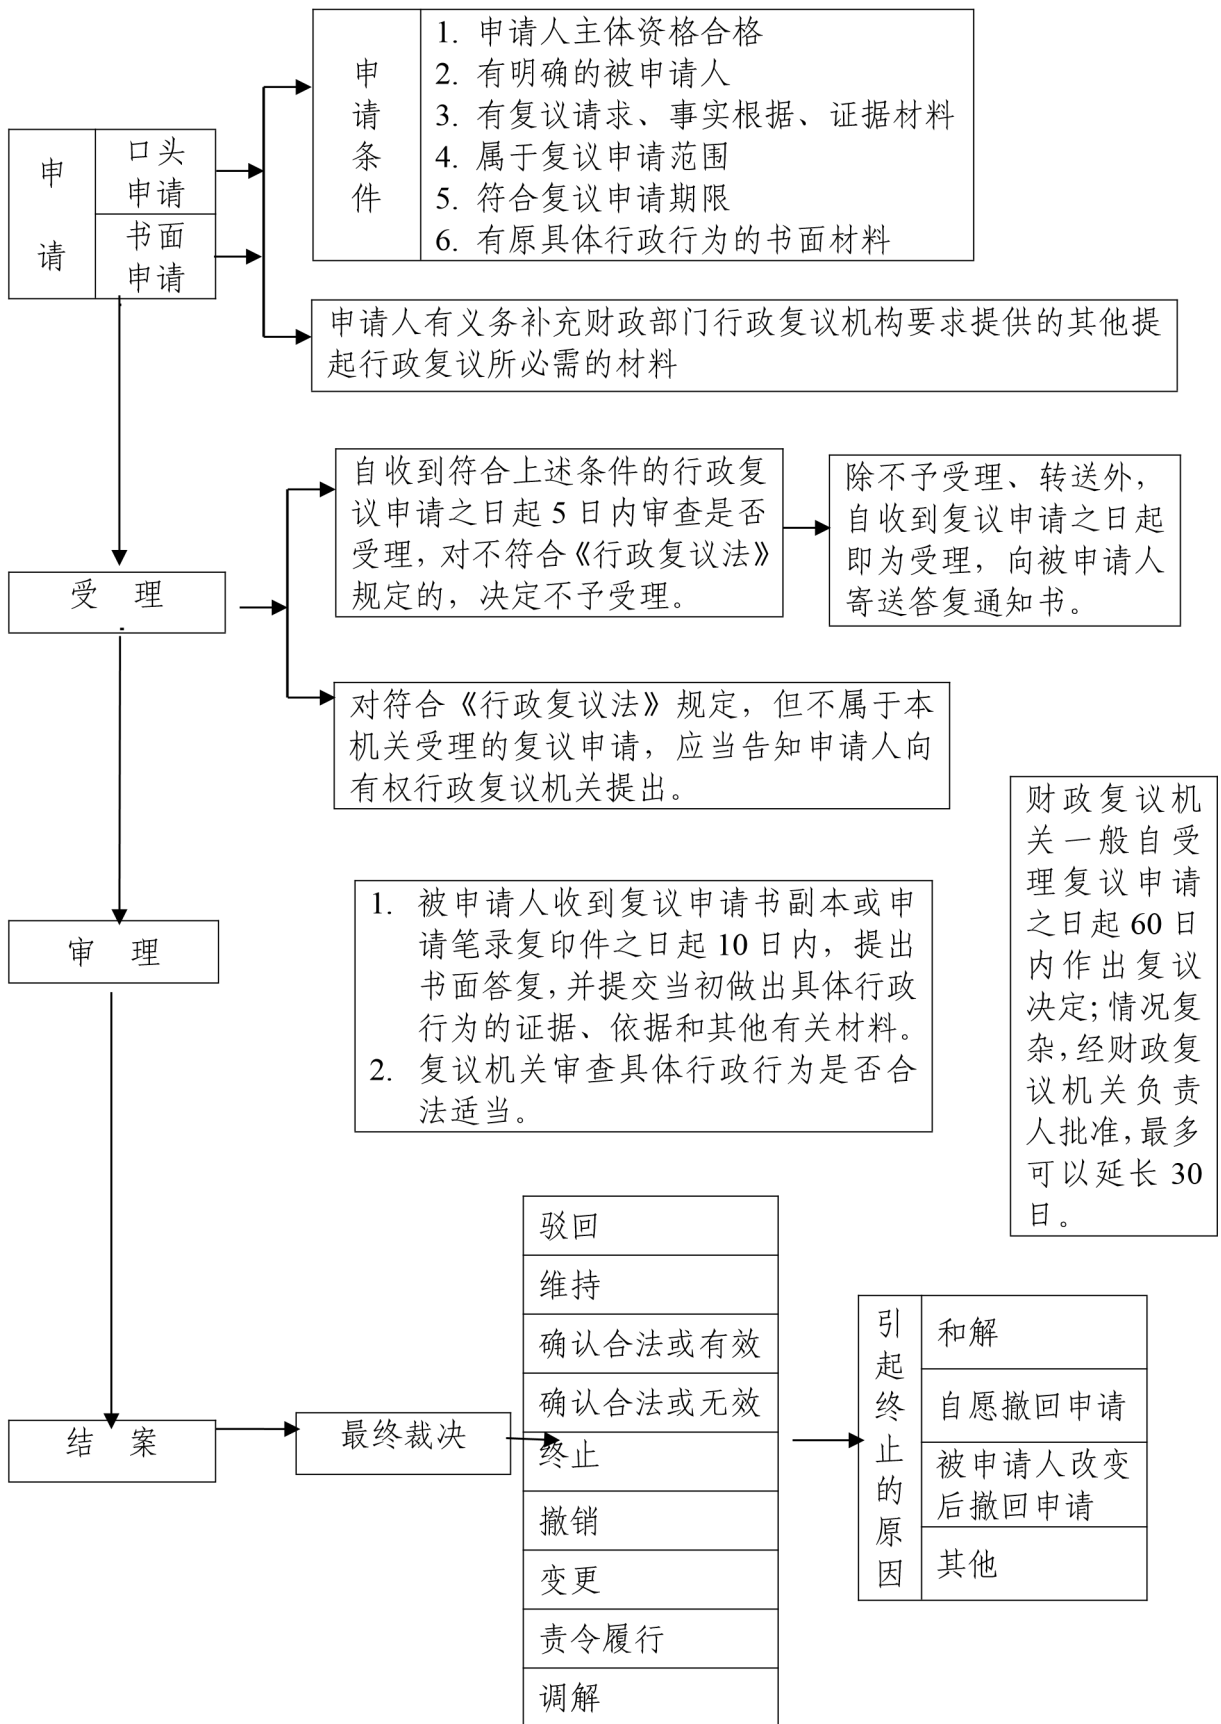 申请
口头
申请
书面
申请
申请条件
1. 申请人主体资格合格
2. 有明确的被申请人
3. 有复议请求、事实根据、证据材料
4. 属于复议申请范围
5. 符合复议申请期限
6. 有原具体行政行为的书面材料
申请人有义务补充财政部门行政复议机构要求提供的其他提
起行政复议所必需的材料
受 理
自收到符合上述条件的行政复
议申请之日起 5 日内审查是否
受理，对不符合《行政复议法》
规定的，决定不予受理。
除不予受理、转送外，
自收到复议申请之日起
即为受理，向被申请人
寄送答复通知书。
对符合《行政复议法》规定，但不属于本
机关受理的复议申请，应当告知申请人向
有权行政复议机关提出。
财政复议机
关一般自受
理复议申请
之日起 60 日
内作出复议
决定；情况复
杂，经财政复
议机关负责
人批准，最多
可以延长 30
日。
审 理
1. 被申请人收到复议申请书副本或申
请笔录复印件之日起 10 日内，提出
书面答复，并提交当初做出具体行政
行为的证据、依据和其他有关材料。
2. 复议机关审查具体行政行为是否合
法适当。
结 案
最终裁决
驳回
维持
确认合法或有效
确认合法或无效
终止
撤销
变更
责令履行
调解
引起终止的原因
和解
自愿撤回申请
被申请人改变
后撤回申请
其他